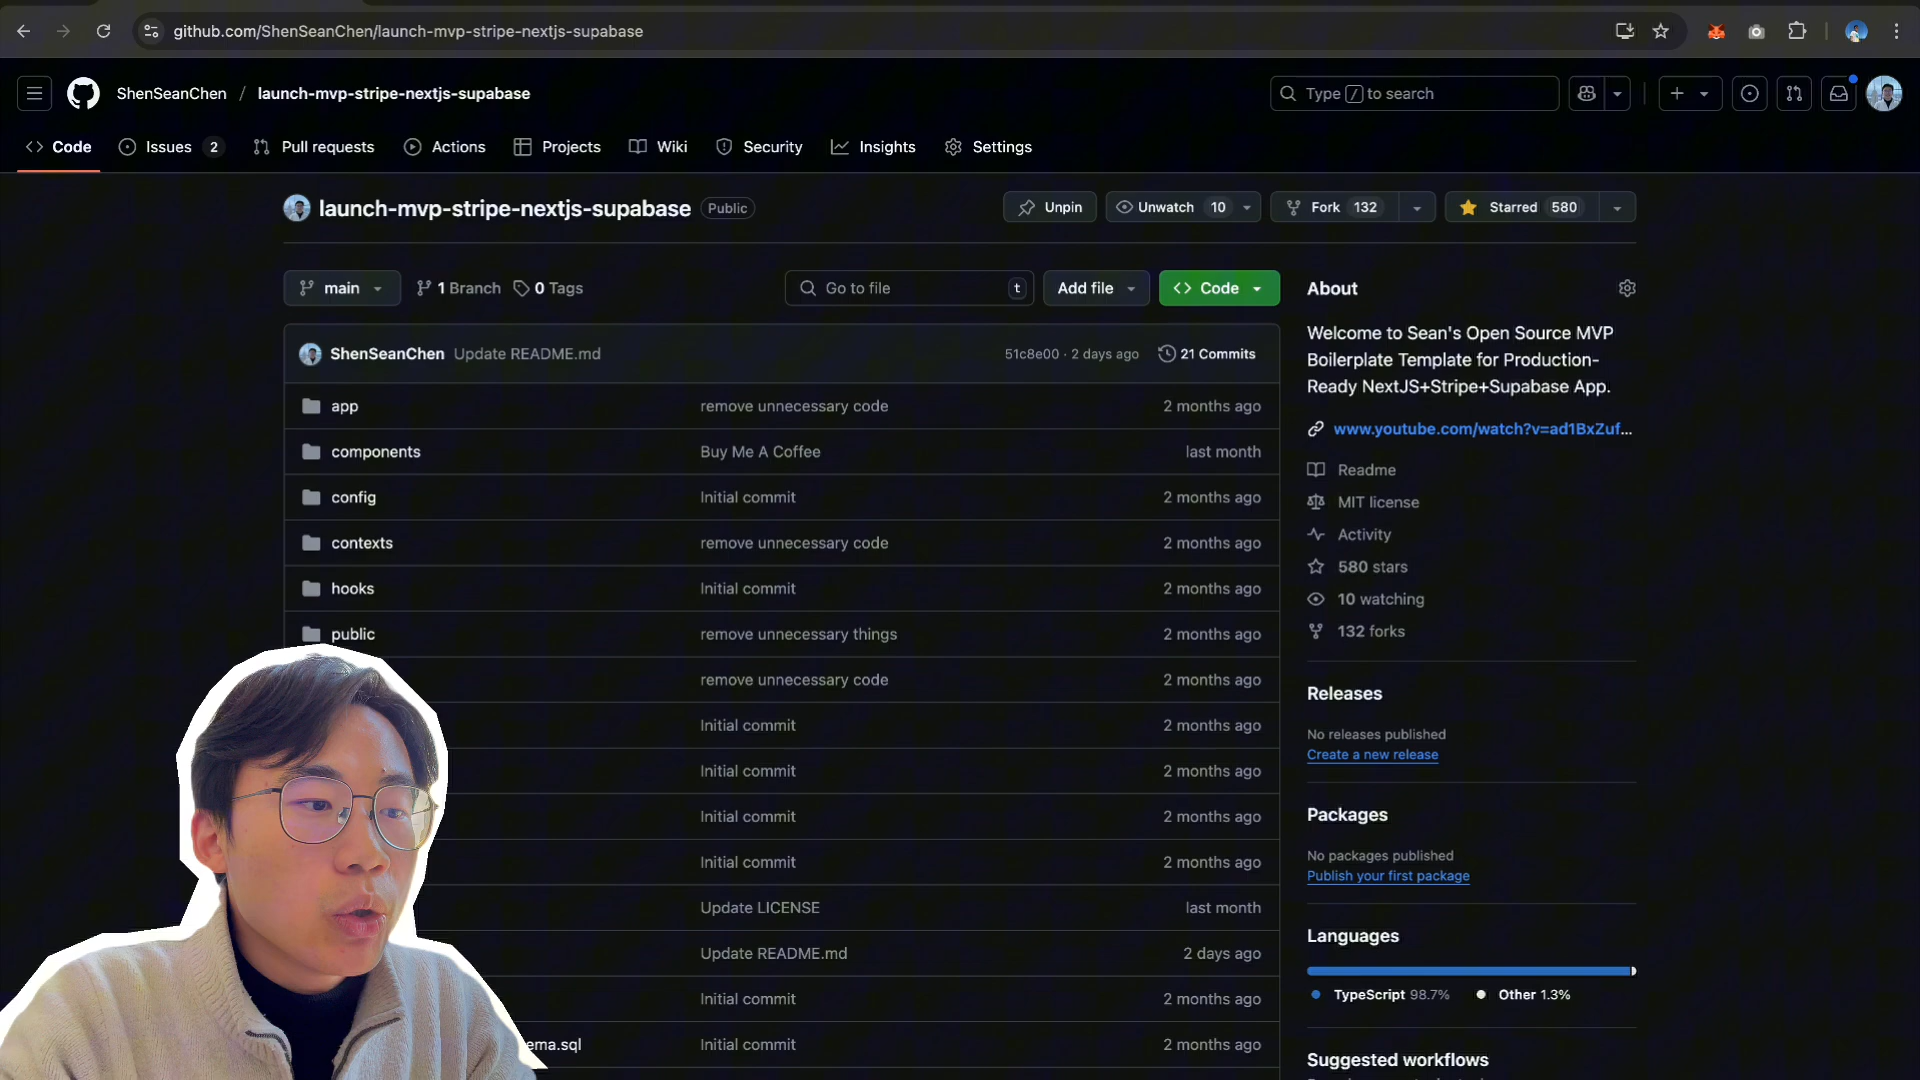 github.com/ShenSeanChen/launch-mvp-stripe-nextjs-supabase
ShenSeanChen / launch-mvp-stripe-nextjs-supabase
Type / to search
Code
Issues 2
Pull requests
Actions
Projects
Wiki
Security
Insights
Settings
launch-mvp-stripe-nextjs-supabase Public
Unpin
Unwatch 10
Fork 132
Starred 580
main
1 Branch
0 Tags
Go to file t
Add file
Code
ShenSeanChen Update README.md 51c8e00 · 2 days ago 21 Commits
app remove unnecessary code 2 months ago
components Buy Me A Coffee last month
config Initial commit 2 months ago
contexts remove unnecessary code 2 months ago
hooks Initial commit 2 months ago
public remove unnecessary things 2 months ago
remove unnecessary code 2 months ago
Initial commit 2 months ago
Initial commit 2 months ago
Initial commit 2 months ago
Initial commit 2 months ago
Update LICENSE last month
Update README.md 2 days ago
Initial commit 2 months ago
ema.sql Initial commit 2 months ago
About
Welcome to Sean's Open Source MVP
Boilerplate Template for Production-
Ready NextJS+Stripe+Supabase App.
www.youtube.com/watch?v=ad1BxZuf...
Readme
MIT license
Activity
580 stars
10 watching
132 forks
Releases
No releases published
Create a new release
Packages
No packages published
Publish your first package
Languages
TypeScript 98.7% Other 1.3%
Suggested workflows